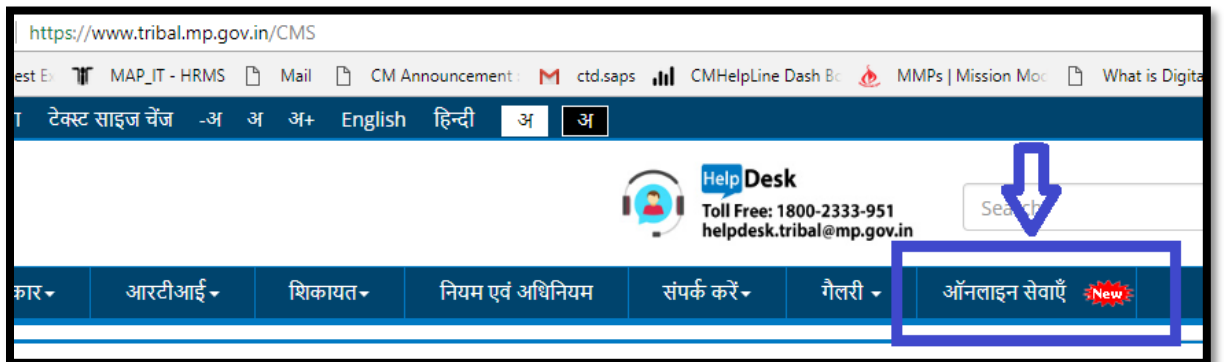 https://www.tribal.mp.gov.in/CMS
MAP_IT - HRMS Mail CM Announcement ctd.saps CMHelpLine Dash Bo MMPs | Mission Mod What is Digita
टेक्स्ट साइज चेंज -अ अ अ+ English हिन्दी अ अ
Help Desk
Toll Free: 1800-2333-951
helpdesk.tribal@mp.gov.in
Search
आरटीआई शिकायत नियम एवं अधिनियम संपर्क करें गैलरी ऑनलाइन सेवाएँ New